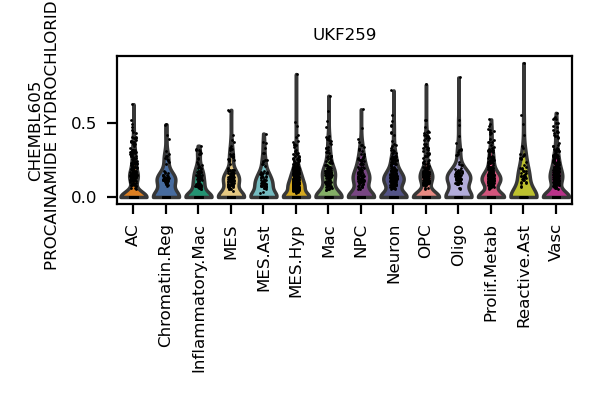 UKF259
CHEMBL605
PROCAINAMIDE HYDROCHLORID
0.5
0.0
AC
Chromatin.Reg
Inflammatory.Mac
MES
MES.Ast
MES.Hyp
Mac
NPC
Neuron
OPC
Oligo
Prolif.Metab
Reactive.Ast
Vasc